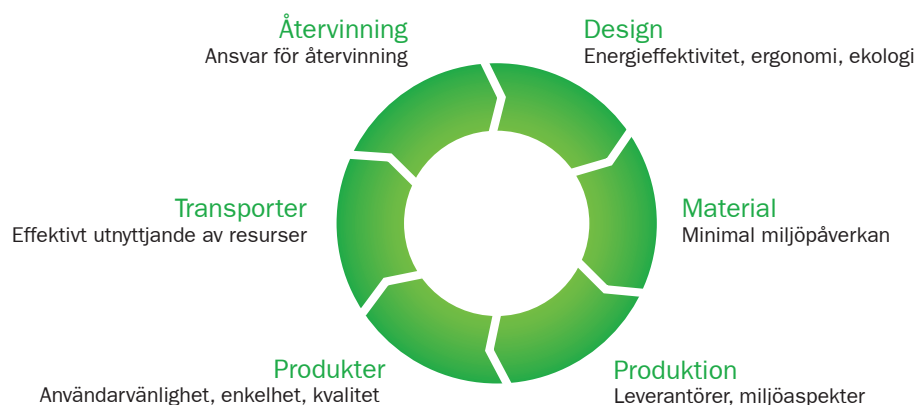 Återvinning
Ansvar för återvinning
Design
Energieffektivitet, ergonomi, ekologi
Transporter
Effektivt utnyttjande av resurser
Material
Minimal miljöpåverkan
Produkter
Användarvänlighet, enkelhet, kvalitet
Produktion
Leverantörer, miljöaspekter